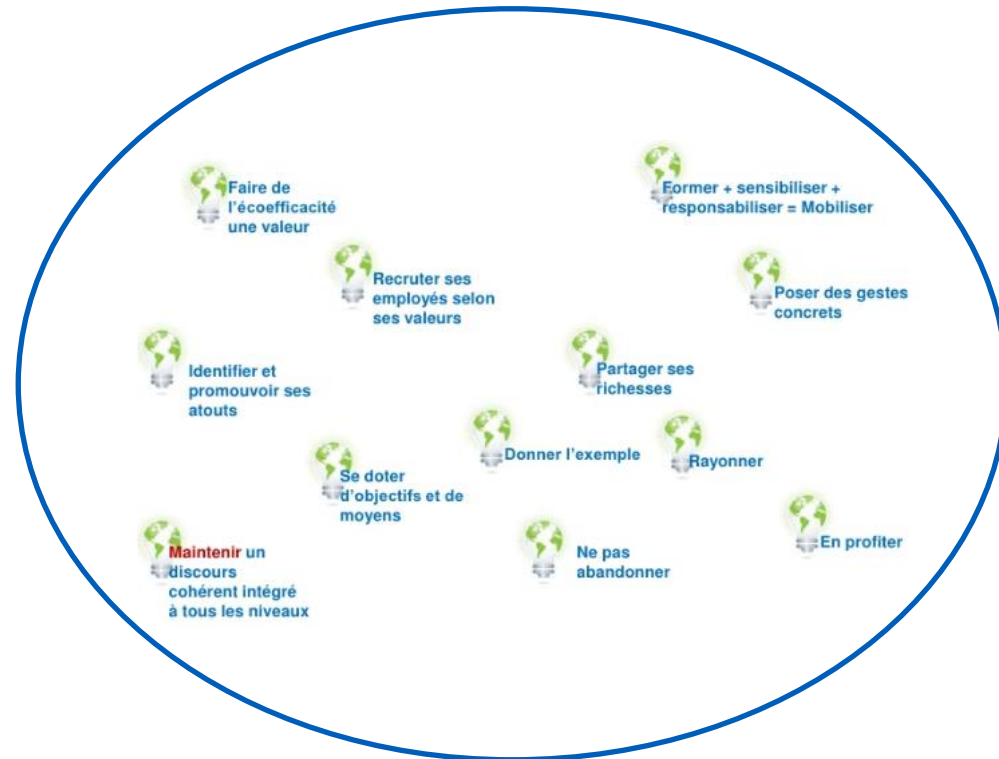 Faire de
l'écoefficacité
une valeur
Former + sensibiliser +
responsabiliser = Mobiliser
Recruter ses
employés selon
ses valeurs
Poser des gestes
concrets
Identifier et
promouvoir ses
atouts
Partager ses
richesses
Donner l'exemple
Rayonner
Se doter
d'objectifs et de
moyens
En profiter
Maintenir un
discours
cohérent intégré
à tous les niveaux
Ne pas
abandonner